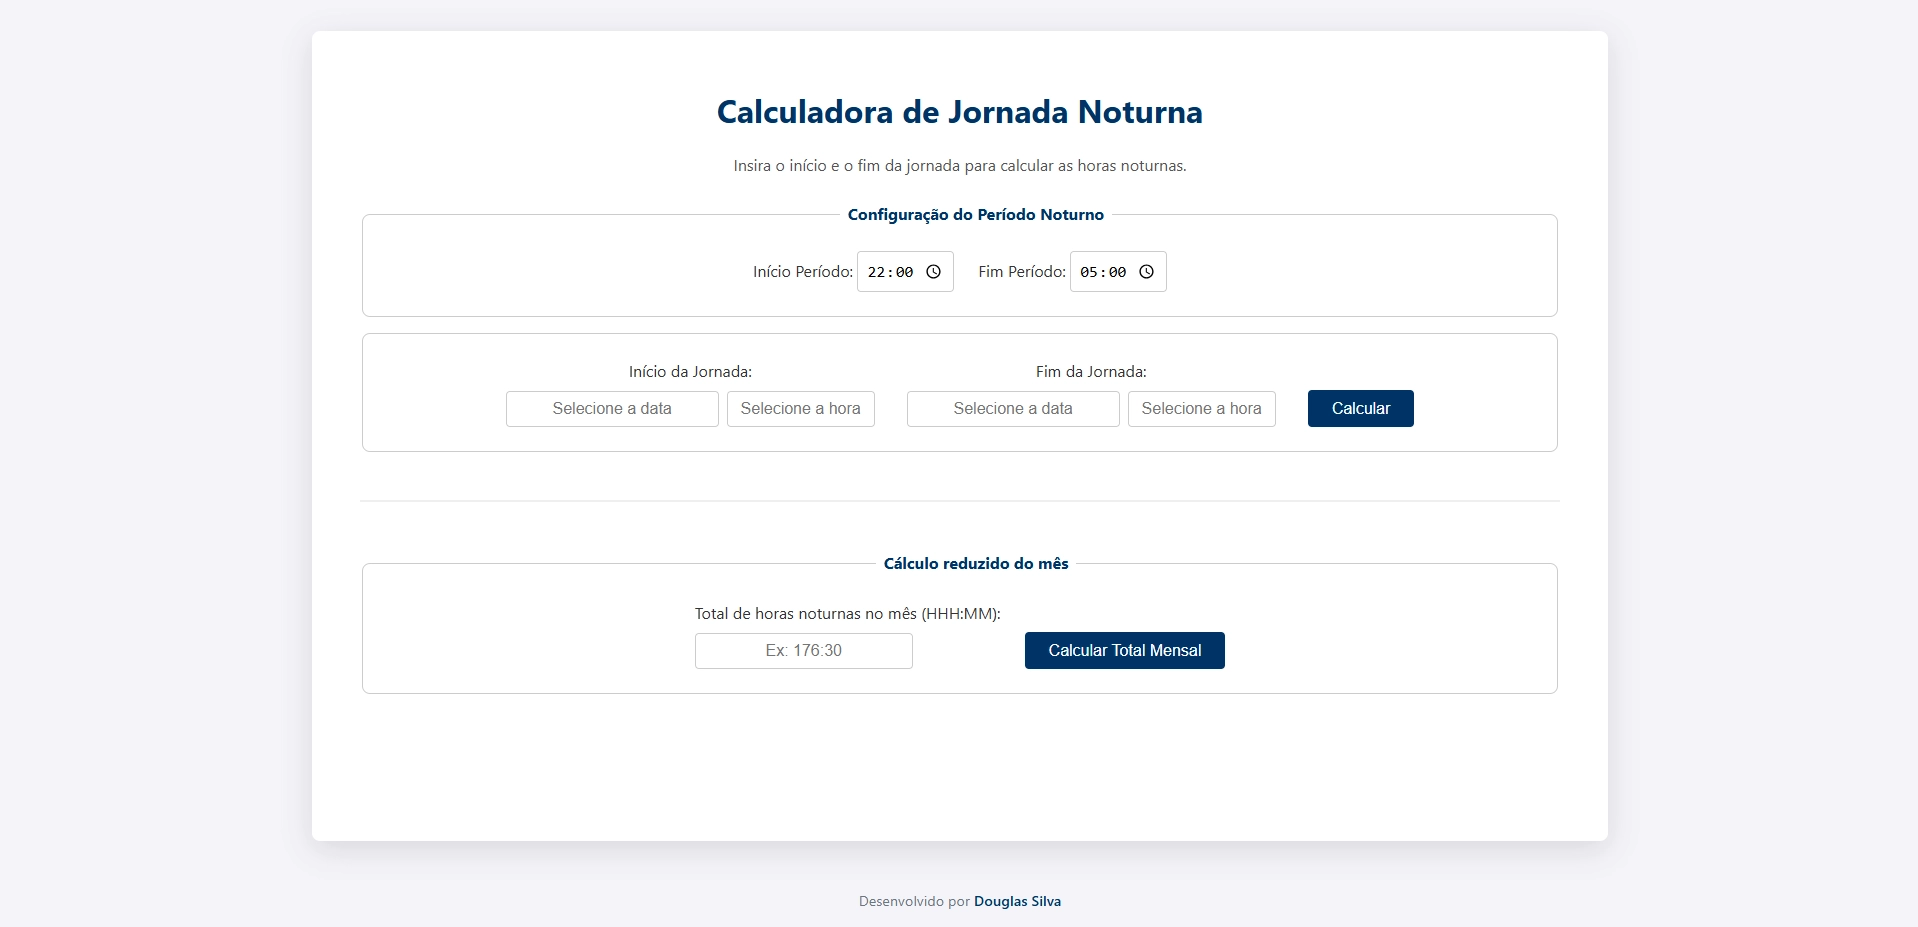 Calculadora de Jornada Noturna
Insira o início e o fim da jornada para calcular as horas noturnas.
Configuração do Período Noturno
Início Período: 22:00 Fim Período: 05:00
Início da Jornada: Fim da Jornada:
Selecione a data Selecione a hora Selecione a data Selecione a hora Calcular
Cálculo reduzido do mês
Total de horas noturnas no mês (HHH:MM):
Ex: 176:30 Calcular Total Mensal
Desenvolvido por Douglas Silva